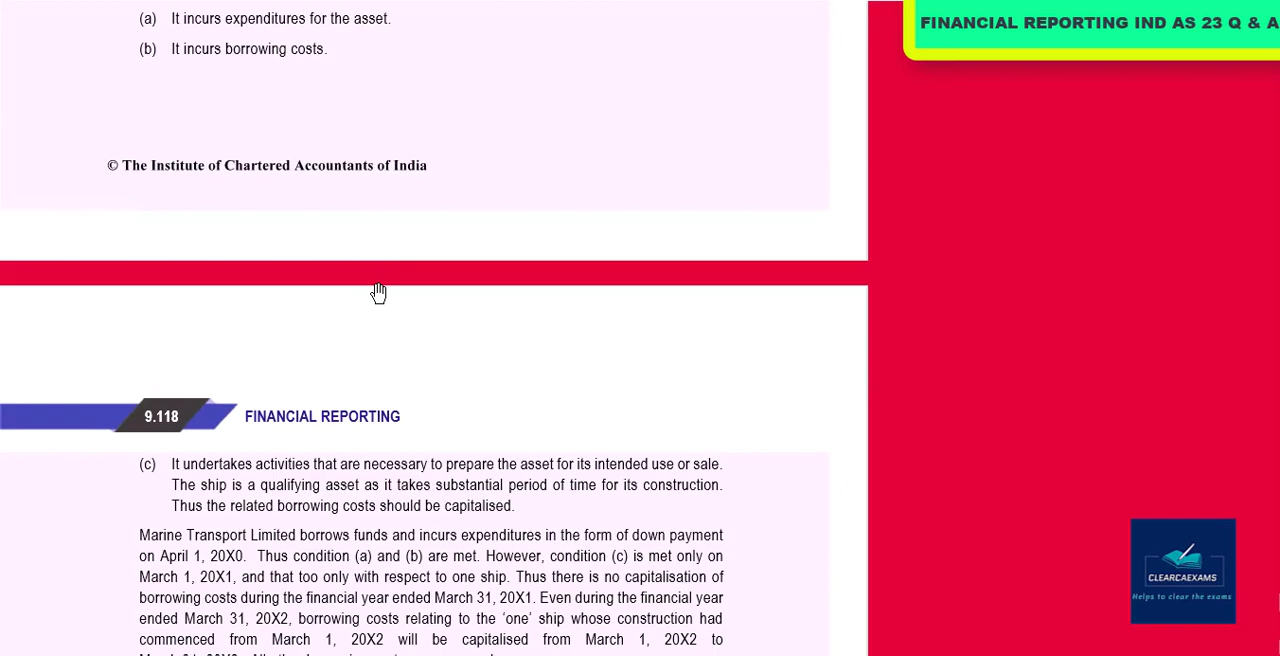 (a) It incurs expenditures for the asset.
(b) It incurs borrowing costs.
FINANCIAL REPORTING IND AS 23 Q & A
© The Institute of Chartered Accountants of India
9.118 FINANCIAL REPORTING
(c) It undertakes activities that are necessary to prepare the asset for its intended use or sale.
The ship is a qualifying asset as it takes substantial period of time for its construction.
Thus the related borrowing costs should be capitalised.
Marine Transport Limited borrows funds and incurs expenditures in the form of down payment
on April 1, 20X0. Thus condition (a) and (b) are met. However, condition (c) is met only on
March 1, 20X1, and that too only with respect to one ship. Thus there is no capitalisation of
borrowing costs during the financial year ended March 31, 20X1. Even during the financial year
ended March 31, 20X2, borrowing costs relating to the ‘one’ ship whose construction had
commenced from March 1, 20X2 will be capitalised from March 1, 20X2 to
CLEARCAEXAMS
Helps to clear the exams